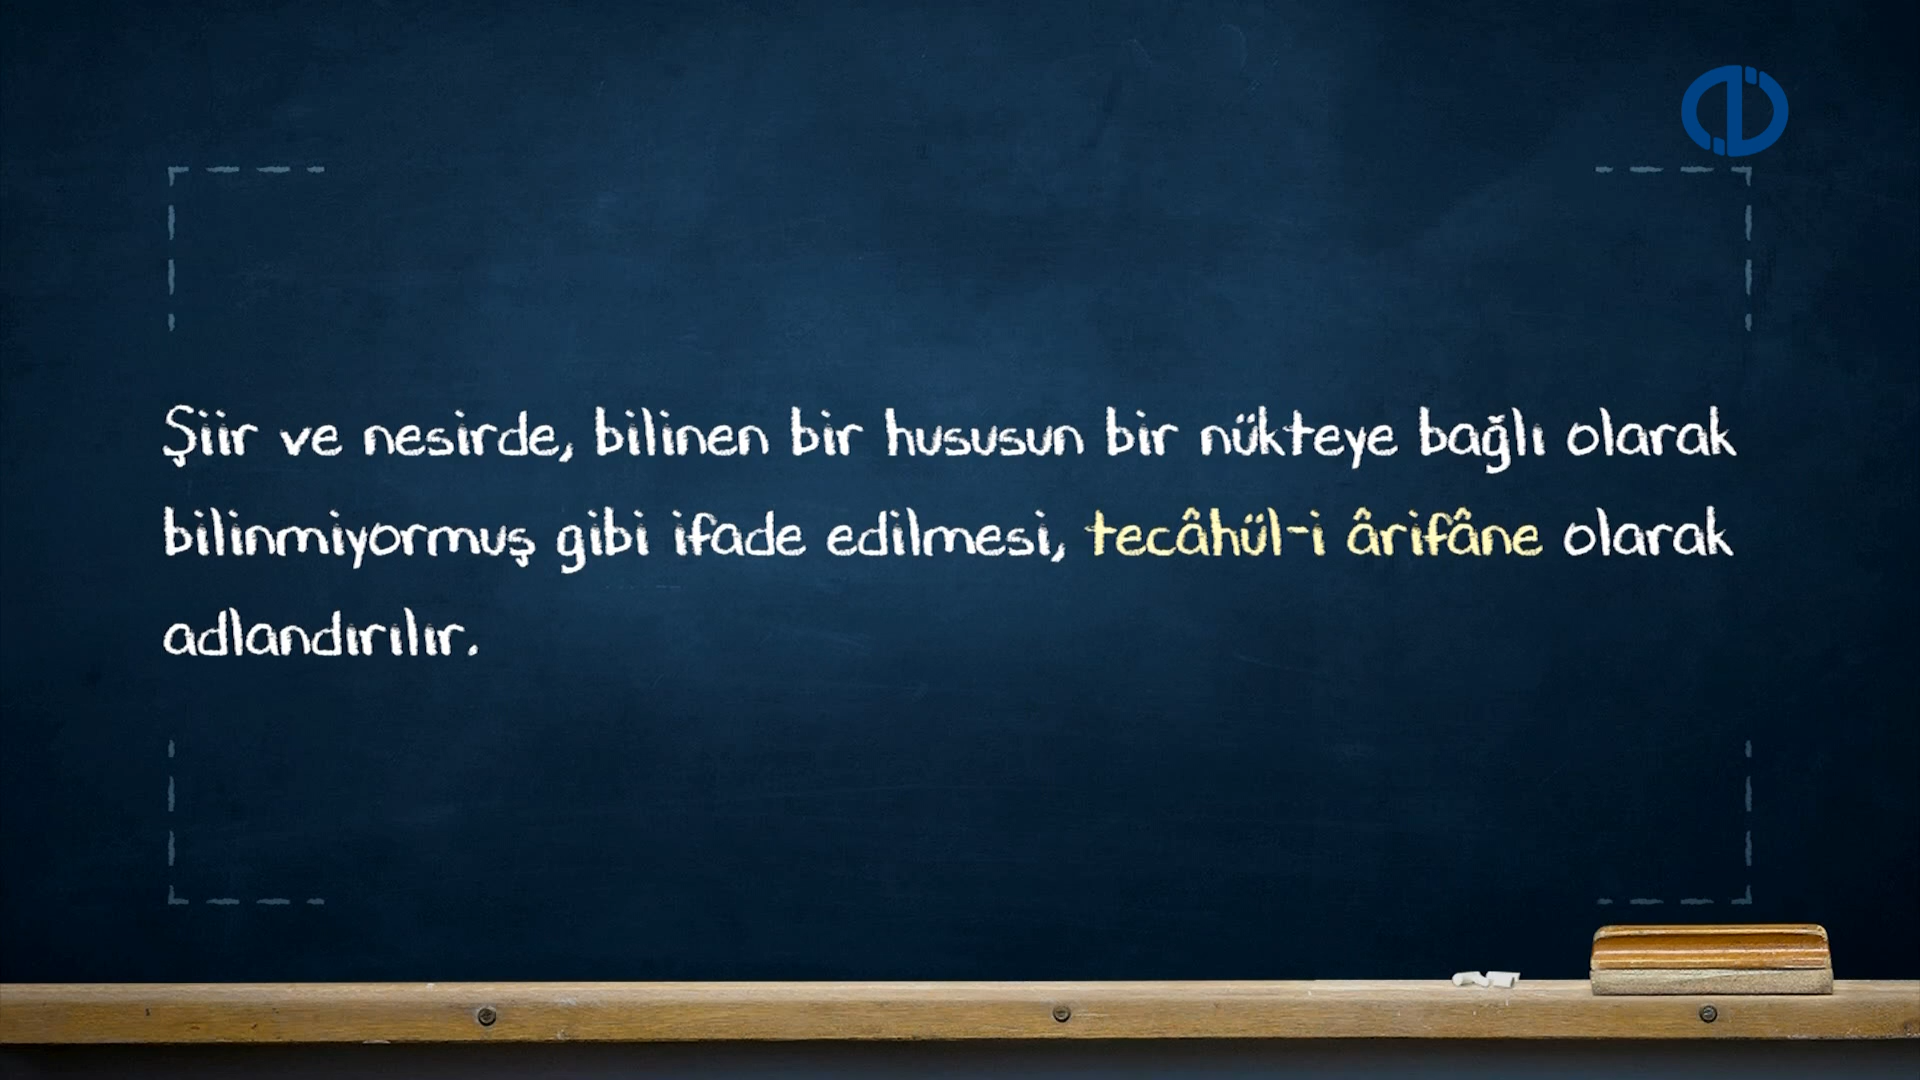 Şiir ve nesirde, bilinen bir hususun bir nükteye bağlı olarak
bilinmiyormuş gibi ifade edilmesi, tecâhül-i ârifâne olarak
adlandırılır.